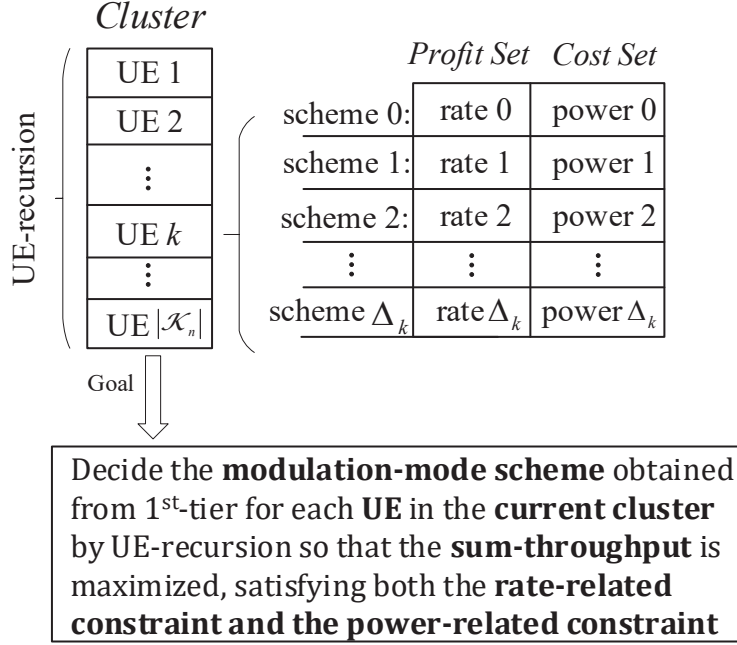 Cluster
Profit Set Cost Set
UE-recursion
UE 1
UE 2
⋮
UE k
⋮
UE |𝒦ₙ|
scheme 0: rate 0 power 0
scheme 1: rate 1 power 1
scheme 2: rate 2 power 2
⋮ ⋮ ⋮
scheme Δₖ rate Δₖ power Δₖ
Goal
Decide the modulation-mode scheme obtained
from 1ˢᵗ-tier for each UE in the current cluster
by UE-recursion so that the sum-throughput is
maximized, satisfying both the rate-related
constraint and the power-related constraint